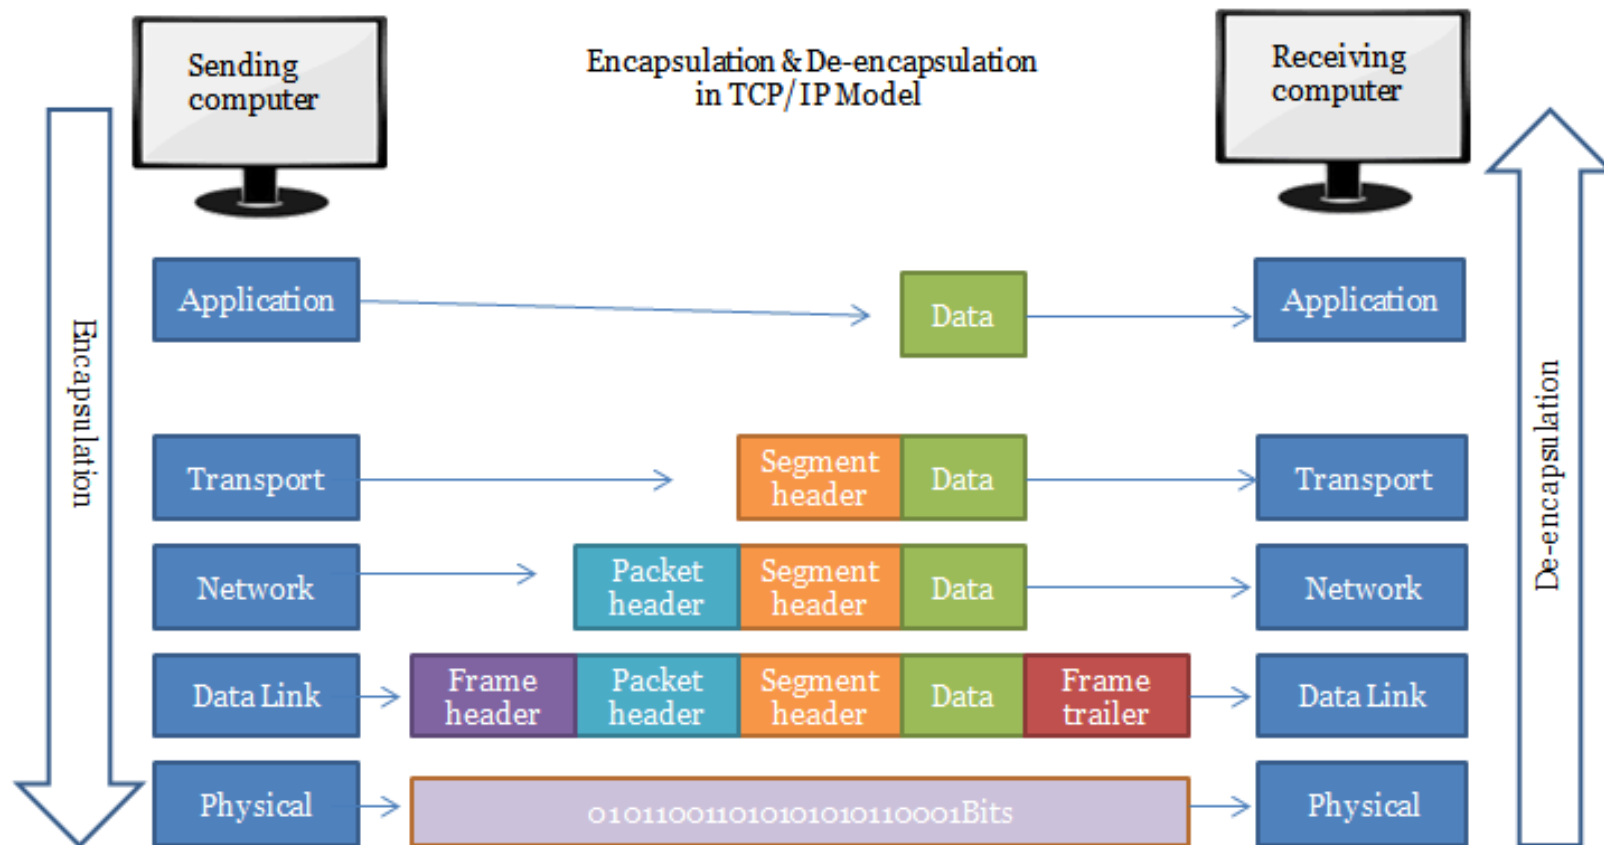 Sending
computer
Encapsulation & De-encapsulation
in TCP/IP Model
Receiving
computer
Encapsulation
De-encapsulation
Application
Data
Application
Transport
Segment
header
Data
Transport
Network
Packet
header
Segment
header
Data
Network
Data Link
Frame
header
Packet
header
Segment
header
Data
Frame
trailer
Data Link
Physical
0101100110101010101100001Bits
Physical